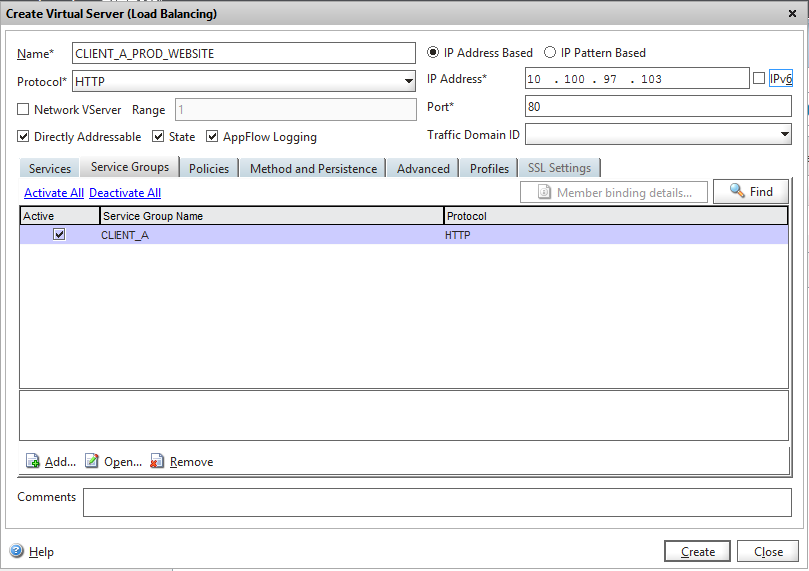 Create Virtual Server (Load Balancing)
Name* CLIENT_A_PROD_WEBSITE IP Address Based IP Pattern Based
Protocol* HTTP IP Address* 10 . 100 . 97 . 103 IPv6
Network VServer Range 1 Port* 80
Directly Addressable State AppFlow Logging Traffic Domain ID
Services Service Groups Policies Method and Persistence Advanced Profiles SSL Settings
Activate All Deactivate All Member binding details... Find
Active Service Group Name Protocol
CLIENT_A HTTP
Add... Open... Remove
Comments
Help Create Close